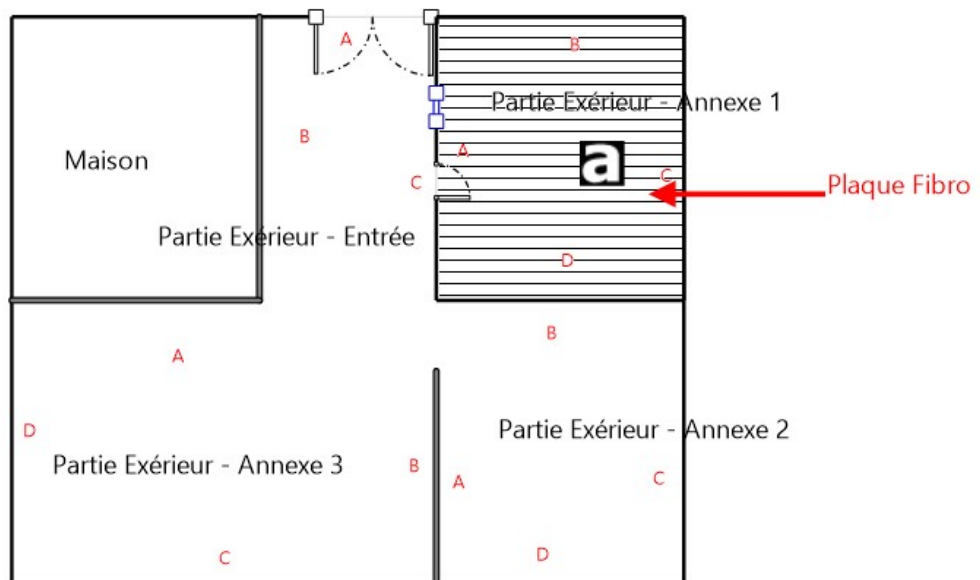 A
B
Partie Exérieur - Annexe 1
B
Maison
A
a
C
C
Plaque Fibro
Partie Exérieur - Entrée
D
B
A
D
Partie Exérieur - Annexe 2
Partie Exérieur - Annexe 3
B
A
C
C
D